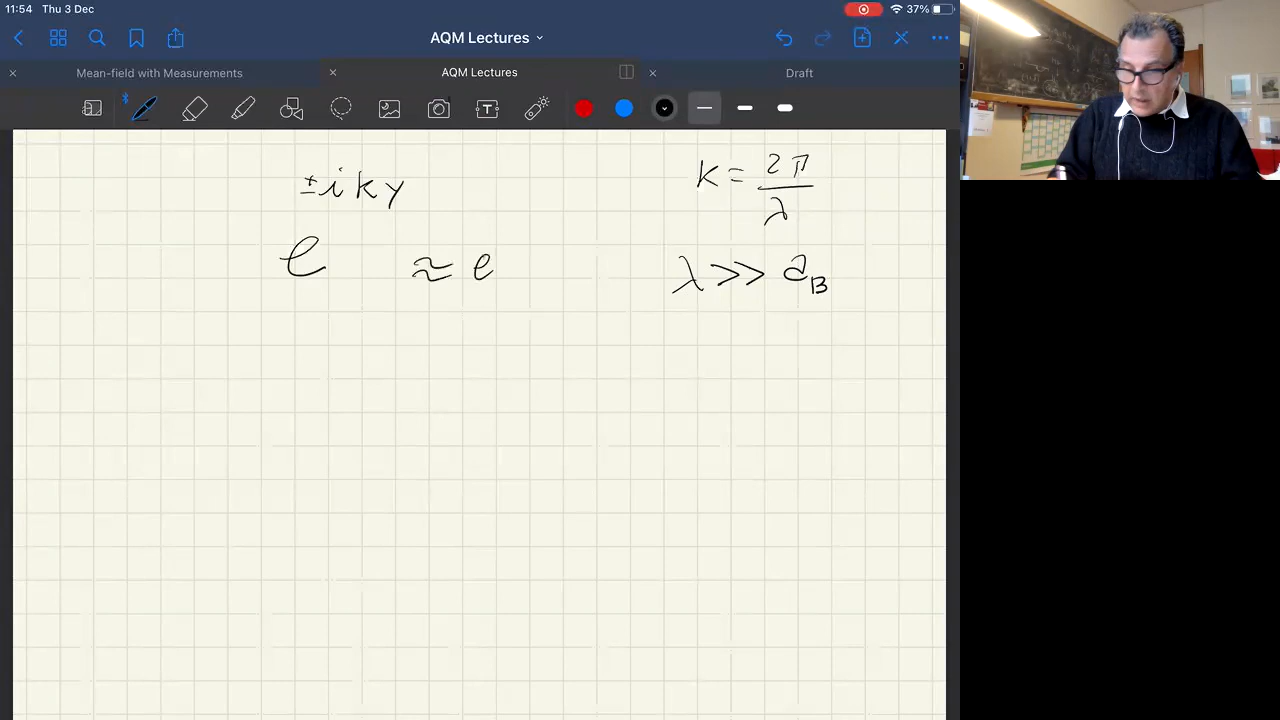 11:54 Thu 3 Dec 37%
AQM Lectures
Mean-field with Measurements AQM Lectures Draft
e^{±iky} ≈ e
k = 2π/λ
λ >> a_B